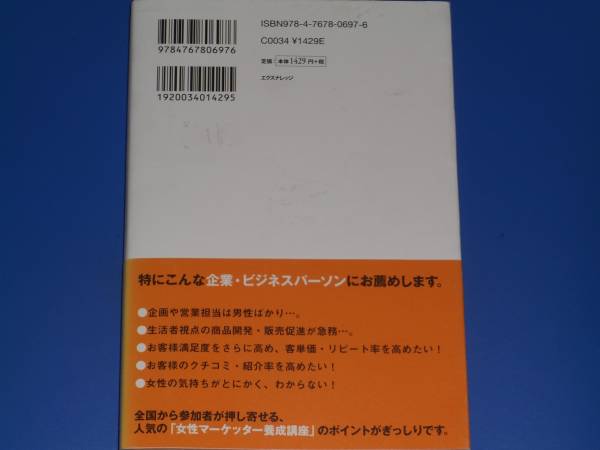 9784767806976
1920034014295
ISBN978-4-7678-0697-6
C0034 ¥1429E
定価：本体1429円+税
エクスナレッジ
特にこんな企業・ビジネスパーソンにお薦めします。
●企画や営業担当は男性ばかり…。
●生活者視点の商品開発・販売促進が急務…。
●お客様満足度をさらに高め、客単価・リピート率を高めたい！
●お客様のクチコミ・紹介率を高めたい！
●女性の気持ちがとにかく、わからない！
全国から参加者が押し寄せる、
人気の「女性マーケッター養成講座」のポイントがぎっしりです。